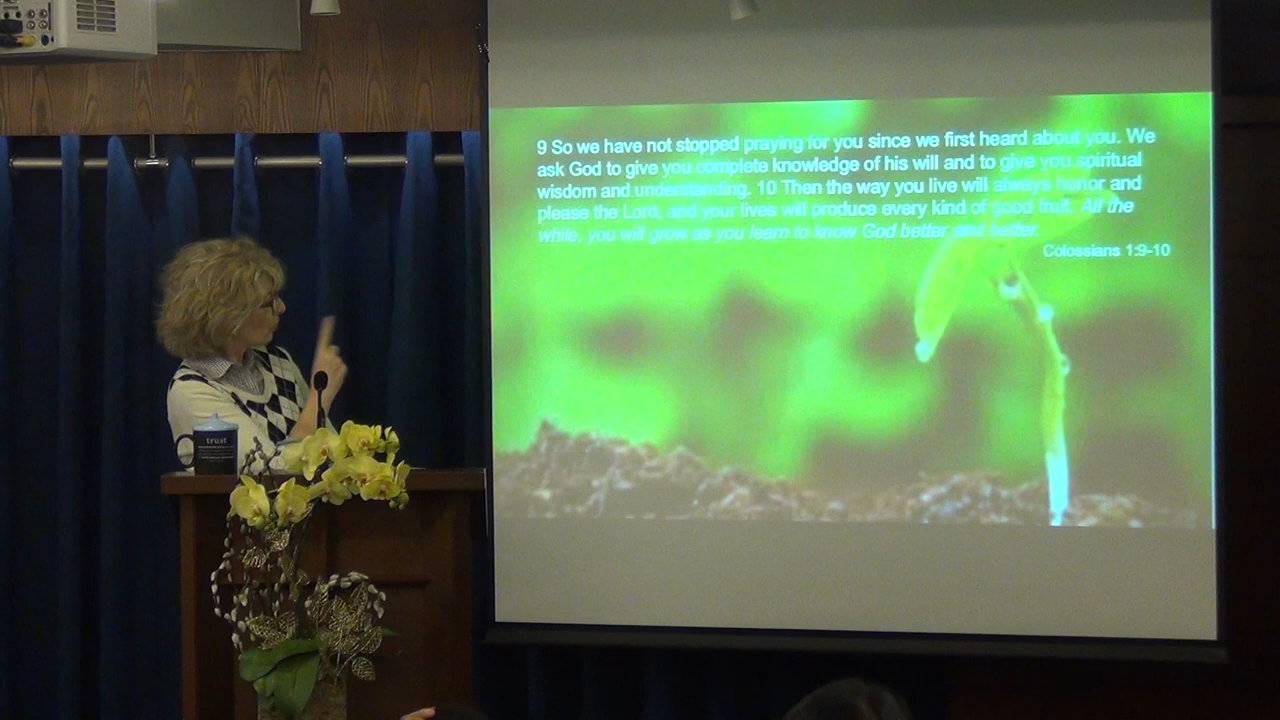 9 So we have not stopped praying for you since we first heard about you. We
ask God to give you complete knowledge of his will and to give you spiritual
wisdom and understanding. 10 Then the way you live will always honor and
please the Lord, and your lives will produce every kind of good fruit. All the
while, you will grow as you learn to know God better and better.
Colossians 1:9-10
trust